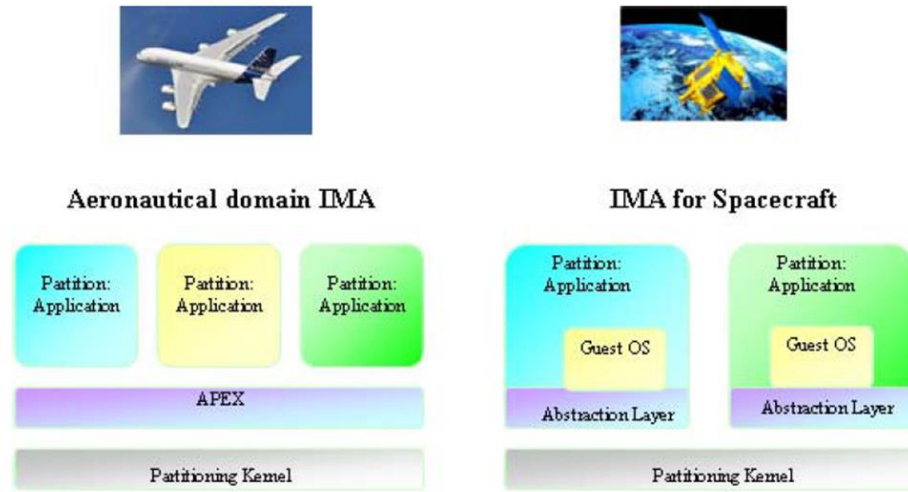 Aeronautical domain IMA
Partition:
Application
Partition:
Application
Partition:
Application
APEX
Partitioning Kernel
IMA for Spacecraft
Partition:
Application
Guest OS
Abstraction Layer
Partition:
Application
Guest OS
Abstraction Layer
Partitioning Kernel